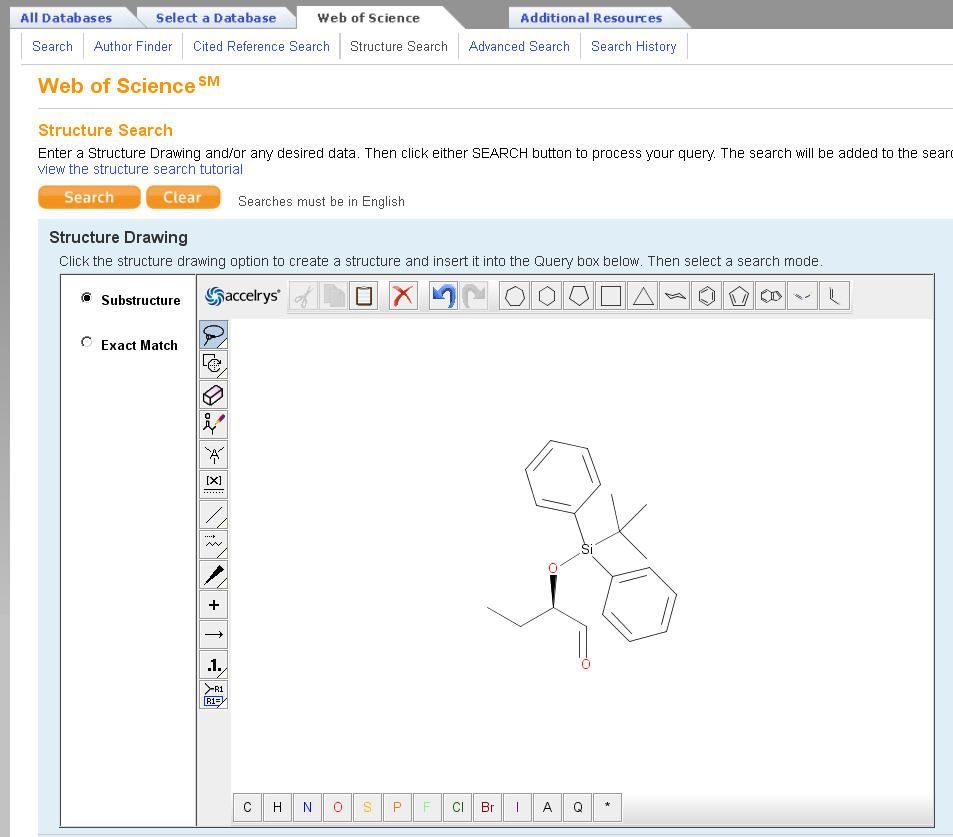 All Databases Select a Database Web of Science Additional Resources
Search Author Finder Cited Reference Search Structure Search Advanced Search Search History
Web of Science SM
Structure Search
Enter a Structure Drawing and/or any desired data. Then click either SEARCH button to process your query. The search will be added to the sear
view the structure search tutorial
Search Clear Searches must be in English
Structure Drawing
Click the structure drawing option to create a structure and insert it into the Query box below. Then select a search mode.
Substructure accelrys
Exact Match
A
[x]
Si
O
+
.1.
O
R1
R1=
C H N O S P F Cl Br I A Q *